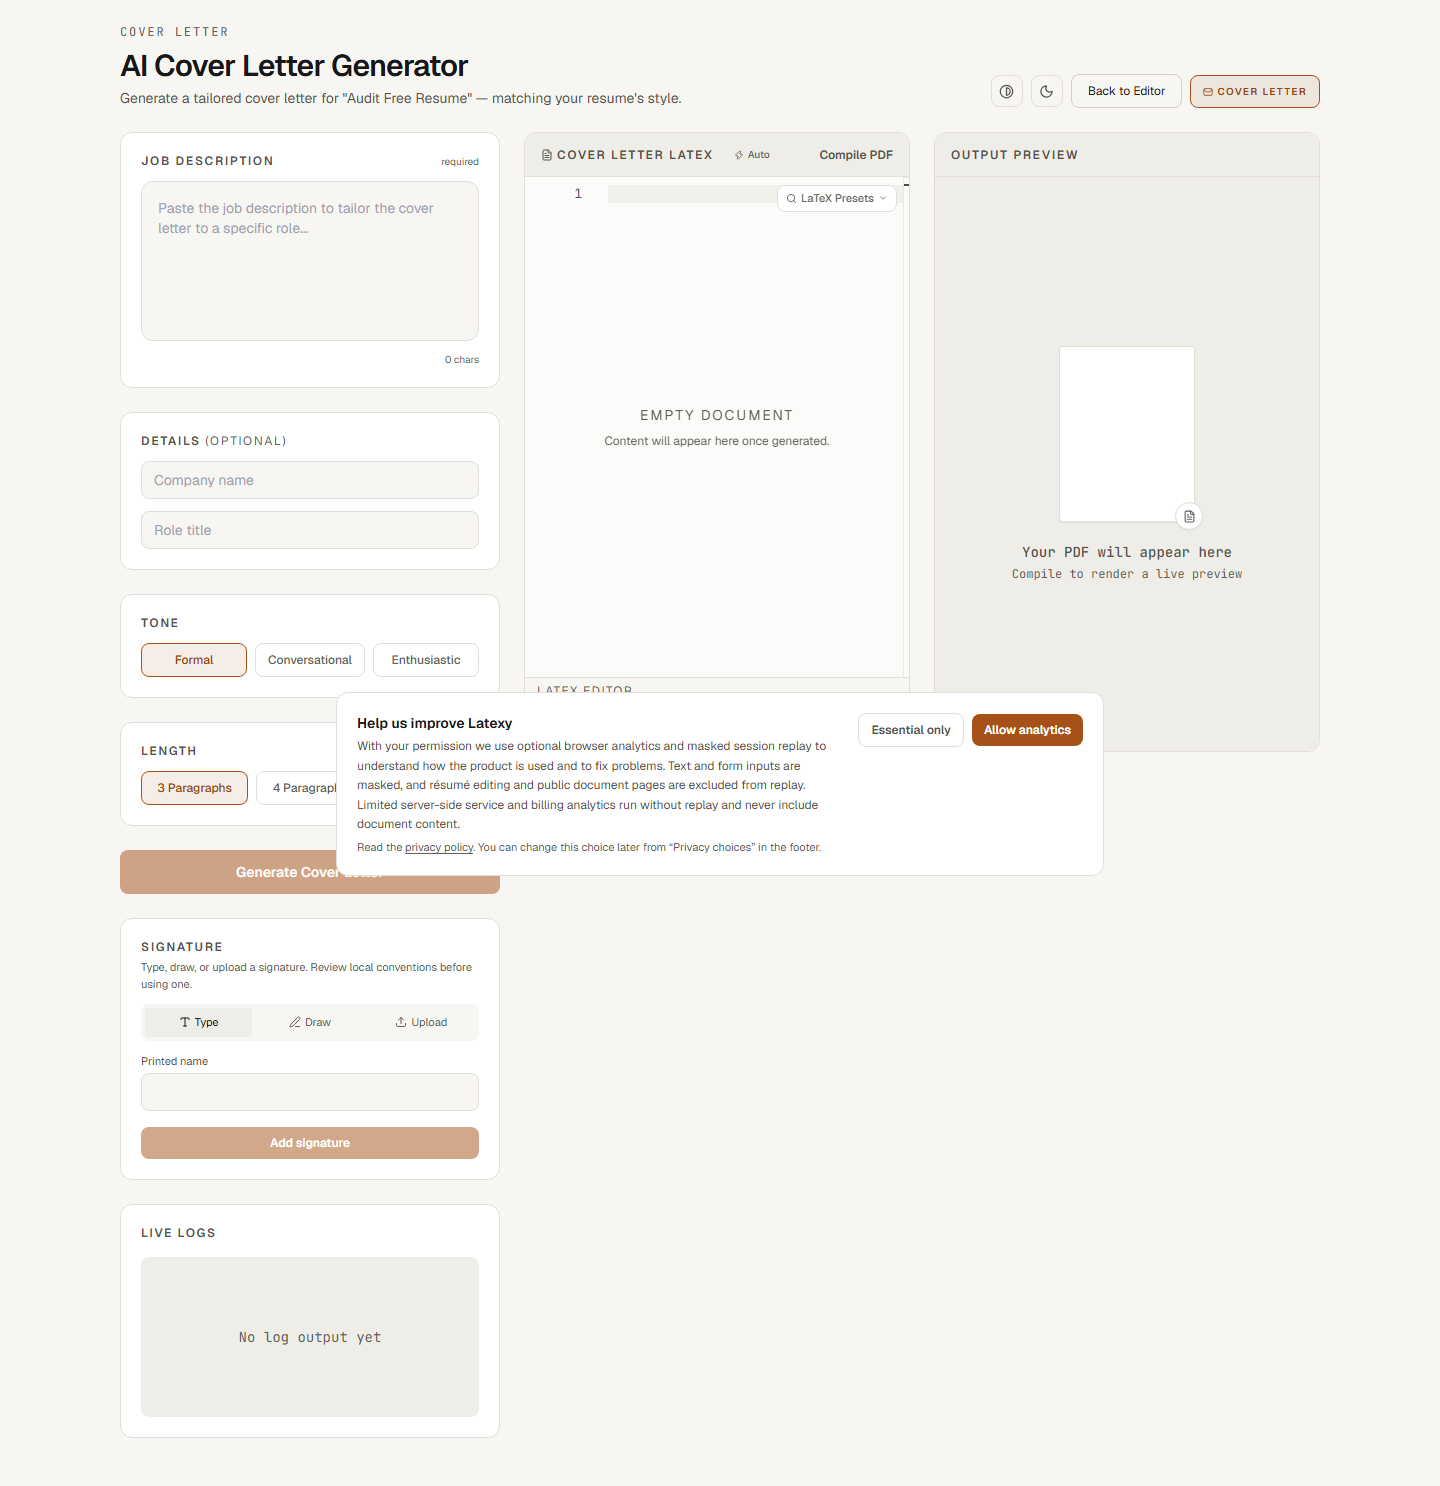 COVER LETTER
AI Cover Letter Generator
Generate a tailored cover letter for "Audit Free Resume" — matching your resume's style.
Back to Editor
COVER LETTER
JOB DESCRIPTION
required
Paste the job description to tailor the cover
letter to a specific role...
0 chars
DETAILS (OPTIONAL)
Company name
Role title
TONE
Formal
Conversational
Enthusiastic
LENGTH
3 Paragraphs
4 Paragraph
Generate Cover
SIGNATURE
Type, draw, or upload a signature. Review local conventions before
using one.
Type
Draw
Upload
Printed name
Add signature
LIVE LOGS
No log output yet
COVER LETTER LATEX
Auto
Compile PDF
1
LaTeX Presets
EMPTY DOCUMENT
Content will appear here once generated.
LATEX EDITOR
OUTPUT PREVIEW
Your PDF will appear here
Compile to render a live preview
Help us improve Latexy
With your permission we use optional browser analytics and masked session replay to
understand how the product is used and to fix problems. Text and form inputs are
masked, and résumé editing and public document pages are excluded from replay.
Limited server-side service and billing analytics run without replay and never include
document content.
Read the privacy policy. You can change this choice later from “Privacy choices” in the footer.
Essential only
Allow analytics